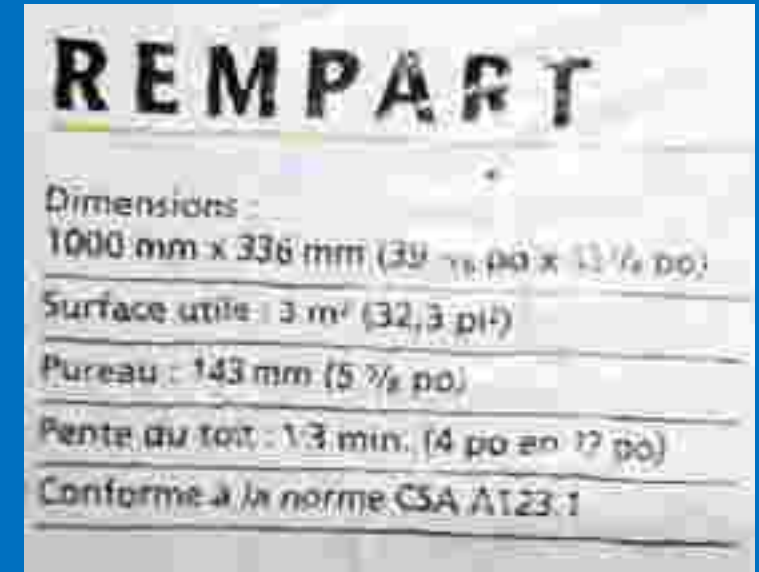 REMPART
Dimensions :
1000 mm x 336 mm (39 po x 13 ¼ po)
Surface utile : 3 m² (32,3 pi²)
Pureau : 143 mm (5 ⅝ po)
Pente du toit : 1:3 min. (4 po en 12 po)
Conforme à la norme CSA A123.1